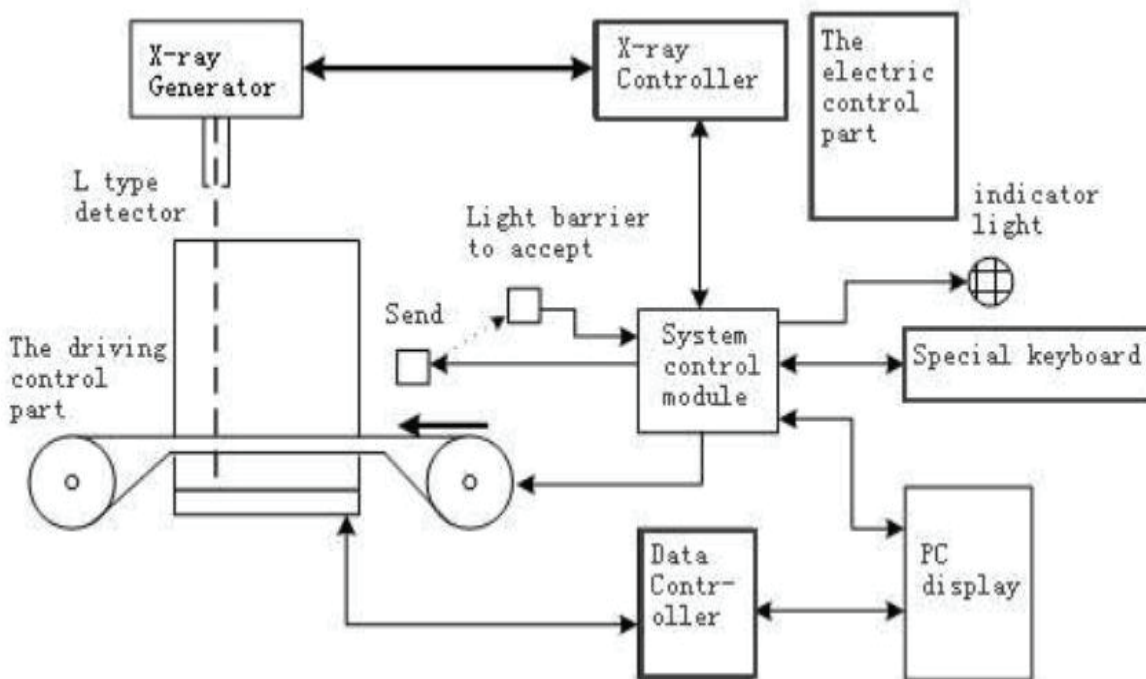 X-ray
Generator
X-ray
Controller
The
electric
control
part
L type
detector
Light barrier
to accept
indicator
light
Send
The driving
control
part
System
control
module
Special keyboard
Data
Contr-
oller
PC
display